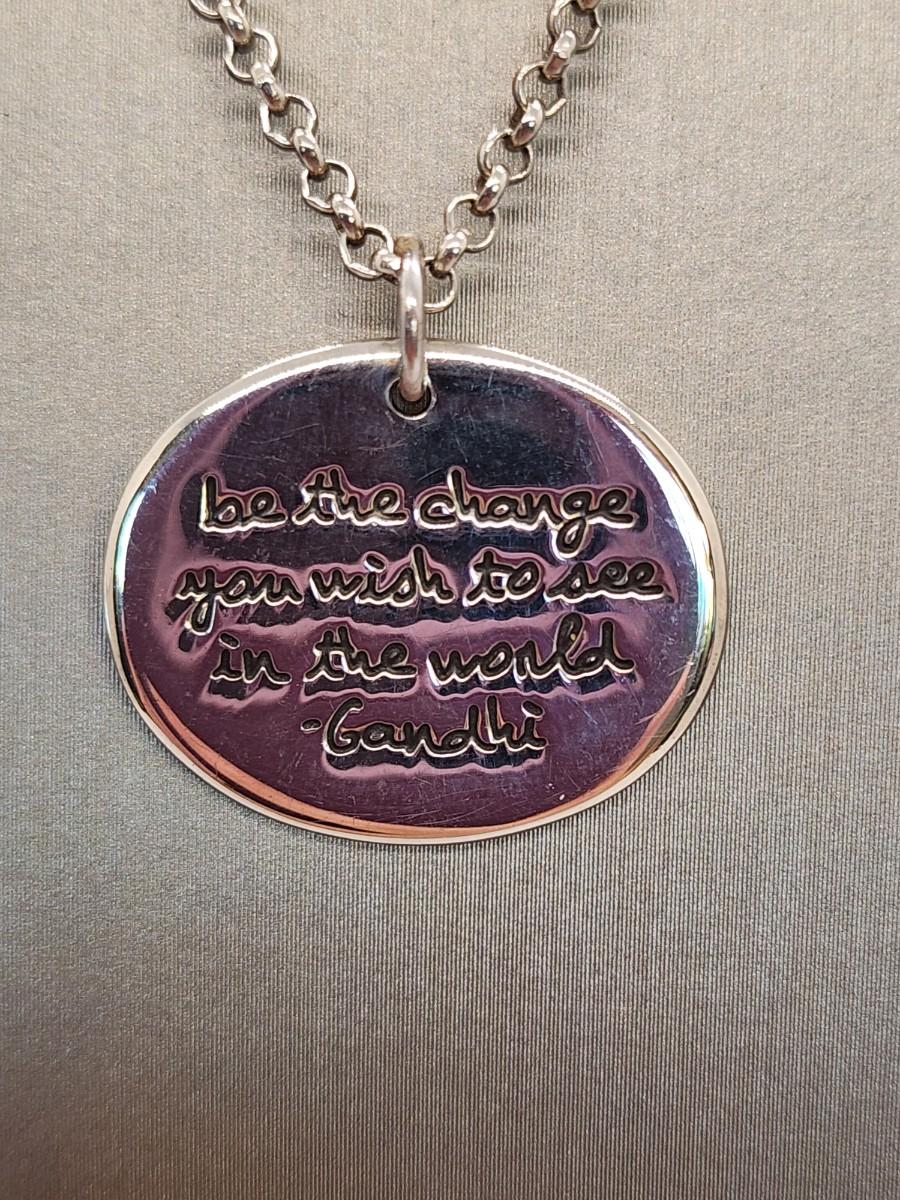 be the change
you wish to see
in the world
-Gandhi